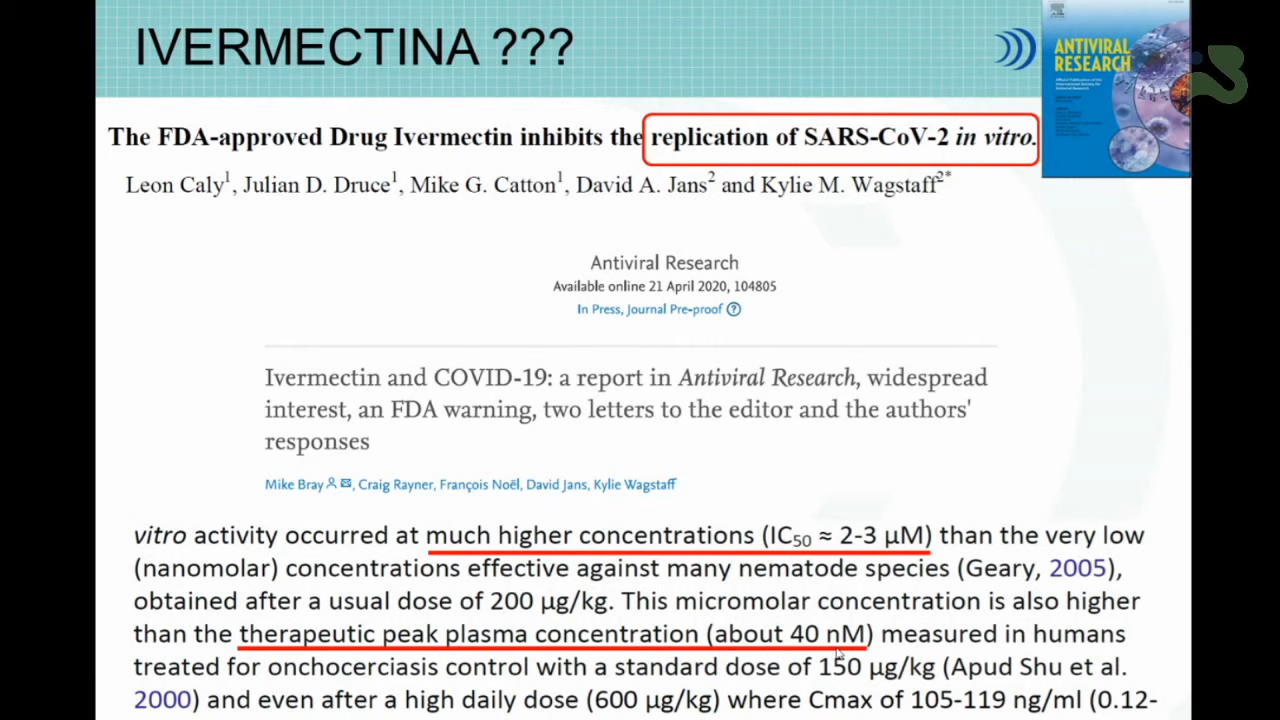 IVERMECTINA ???
ANTIVIRAL
RESEARCH
The FDA-approved Drug Ivermectin inhibits the replication of SARS-CoV-2 in vitro.
Leon Caly1, Julian D. Druce1, Mike G. Catton1, David A. Jans2 and Kylie M. Wagstaff2*
Antiviral Research
Available online 21 April 2020, 104805
In Press, Journal Pre-proof ?
Ivermectin and COVID-19: a report in Antiviral Research, widespread
interest, an FDA warning, two letters to the editor and the authors'
responses
Mike Bray, Craig Rayner, François Noël, David Jans, Kylie Wagstaff
vitro activity occurred at much higher concentrations (IC50 ≈ 2-3 µM) than the very low
(nanomolar) concentrations effective against many nematode species (Geary, 2005),
obtained after a usual dose of 200 µg/kg. This micromolar concentration is also higher
than the therapeutic peak plasma concentration (about 40 nM) measured in humans
treated for onchocerciasis control with a standard dose of 150 µg/kg (Apud Shu et al.
2000) and even after a high daily dose (600 µg/kg) where Cmax of 105-119 ng/ml (0.12-